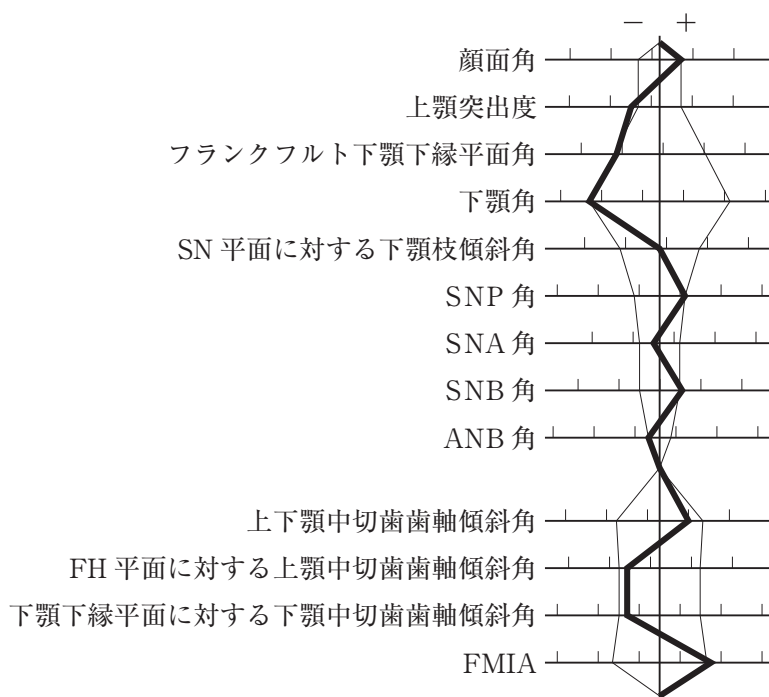 − +
顔面角
上顎突出度
フランクフルト下顎下縁平面角
下顎角
SN 平面に対する下顎枝傾斜角
SNP 角
SNA 角
SNB 角
ANB 角
上下顎中切歯歯軸傾斜角
FH 平面に対する上顎中切歯歯軸傾斜角
下顎下縁平面に対する下顎中切歯歯軸傾斜角
FMIA